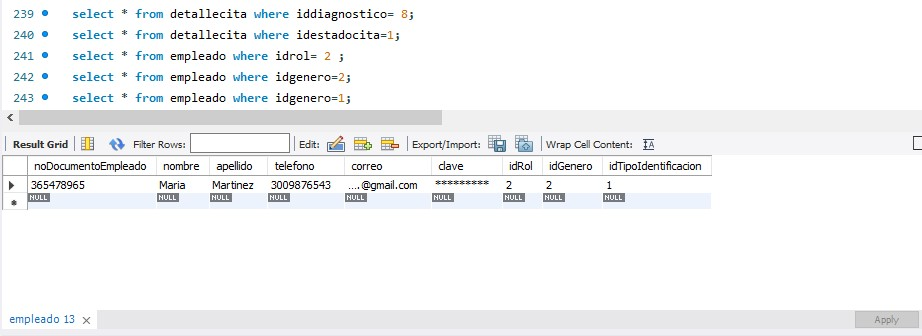 239 select * from detallecita where iddiagnostico= 8;
240 select * from detallecita where idestadocita=1;
241 select * from empleado where idrol= 2 ;
242 select * from empleado where idgenero=2;
243 select * from empleado where idgenero=1;
Result Grid Filter Rows: Edit: Export/Import: Wrap Cell Content: IA
noDocumentoEmpleado nombre apellido telefono correo clave idRol idGenero idTipoIdentificacion
365478965 Maria Martinez 3009876543 ....@gmail.com ********* 2 2 1
NULL NULL NULL NULL NULL NULL NULL NULL NULL
empleado 13 Apply